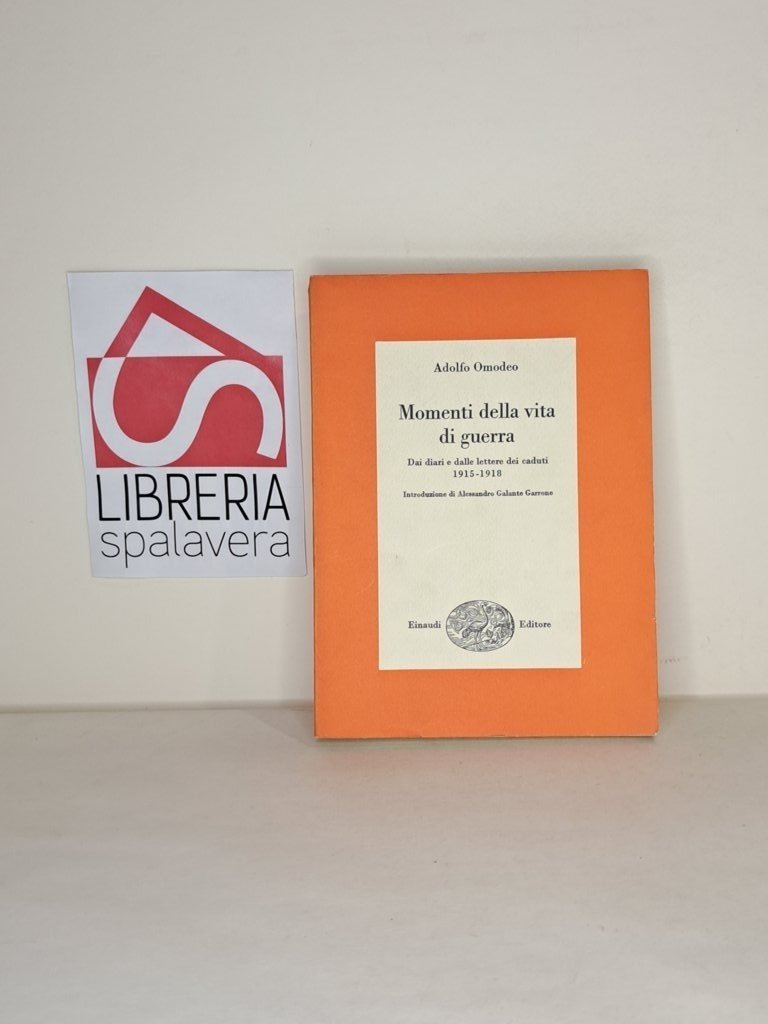 LIBRERIA
spalavera
Adolfo Omodeo
Momenti della vita
di guerra
Dai diari e dalle lettere dei caduti
1915-1918
Introduzione di Alessandro Galante Garrone
Einaudi Editore